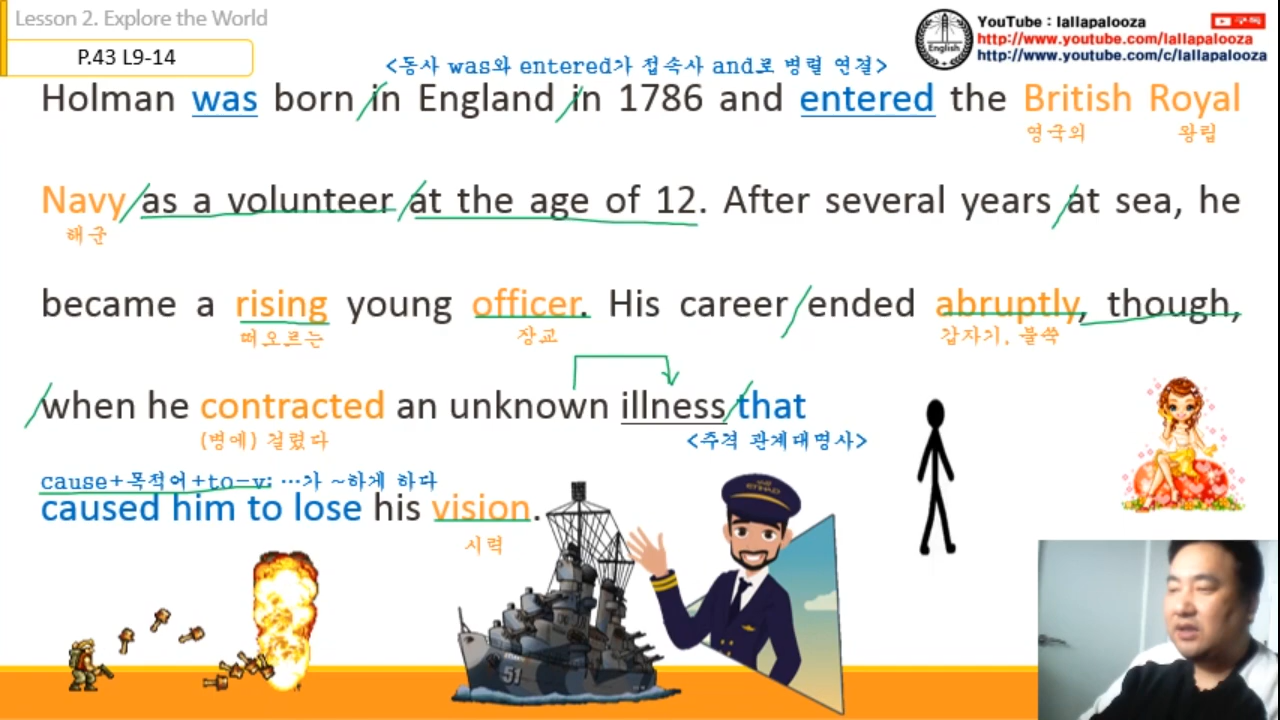 Lesson 2. Explore the World
P.43 L9-14
YouTube : lallapalooza
구독
http://www.youtube.com/lallapalooza
http://www.youtube.com/c/lallapalooza
English
<동사 was와 entered가 접속사 and로 병렬 연결>
Holman was born in England in 1786 and entered the British Royal
영국의 왕립
Navy as a volunteer at the age of 12. After several years at sea, he
해군
became a rising young officer. His career ended abruptly, though,
떠오르는 장교 갑자기, 불쑥
when he contracted an unknown illness that
(병에) 걸렸다 <주격 관계대명사>
cause+목적어+to-v: …가 ~하게 하다
caused him to lose his vision.
시력
ETIHAD
51